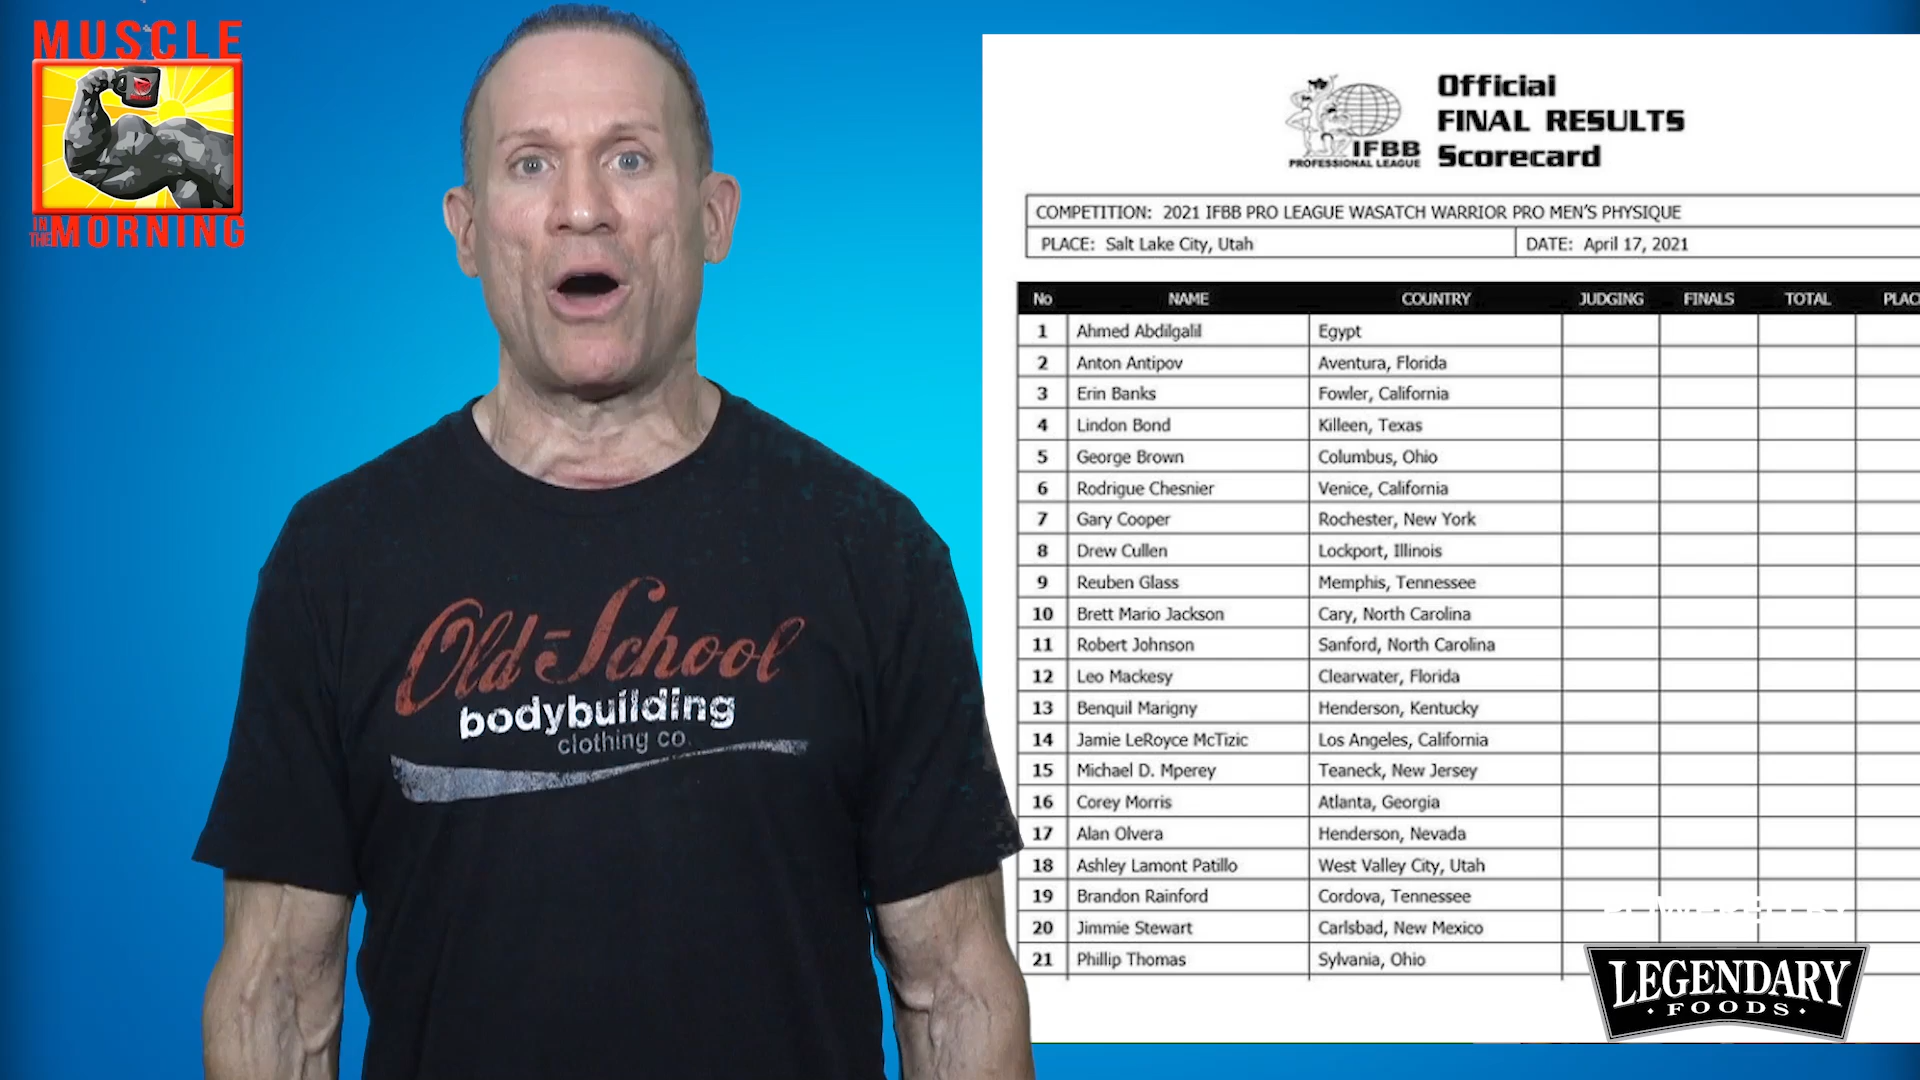 MUSCLE
IN THE MORNING
Old-School
bodybuilding
clothing co.
IFBB
PROFESSIONAL LEAGUE
Official
FINAL RESULTS
Scorecard
COMPETITION: 2021 IFBB PRO LEAGUE WASATCH WARRIOR PRO MEN'S PHYSIQUE
PLACE: Salt Lake City, Utah DATE: April 17, 2021
No NAME COUNTRY JUDGING FINALS TOTAL PLAC
1 Ahmed Abdilgalil Egypt
2 Anton Antipov Aventura, Florida
3 Erin Banks Fowler, California
4 Lindon Bond Killeen, Texas
5 George Brown Columbus, Ohio
6 Rodrigue Chesnier Venice, California
7 Gary Cooper Rochester, New York
8 Drew Cullen Lockport, Illinois
9 Reuben Glass Memphis, Tennessee
10 Brett Mario Jackson Cary, North Carolina
11 Robert Johnson Sanford, North Carolina
12 Leo Mackesy Clearwater, Florida
13 Benquil Marigny Henderson, Kentucky
14 Jamie LeRoyce McTizic Los Angeles, California
15 Michael D. Mperey Teaneck, New Jersey
16 Corey Morris Atlanta, Georgia
17 Alan Olvera Henderson, Nevada
18 Ashley Lamont Patillo West Valley City, Utah
19 Brandon Rainford Cordova, Tennessee
20 Jimmie Stewart Carlsbad, New Mexico
21 Phillip Thomas Sylvania, Ohio
LEGENDARY
FOODS